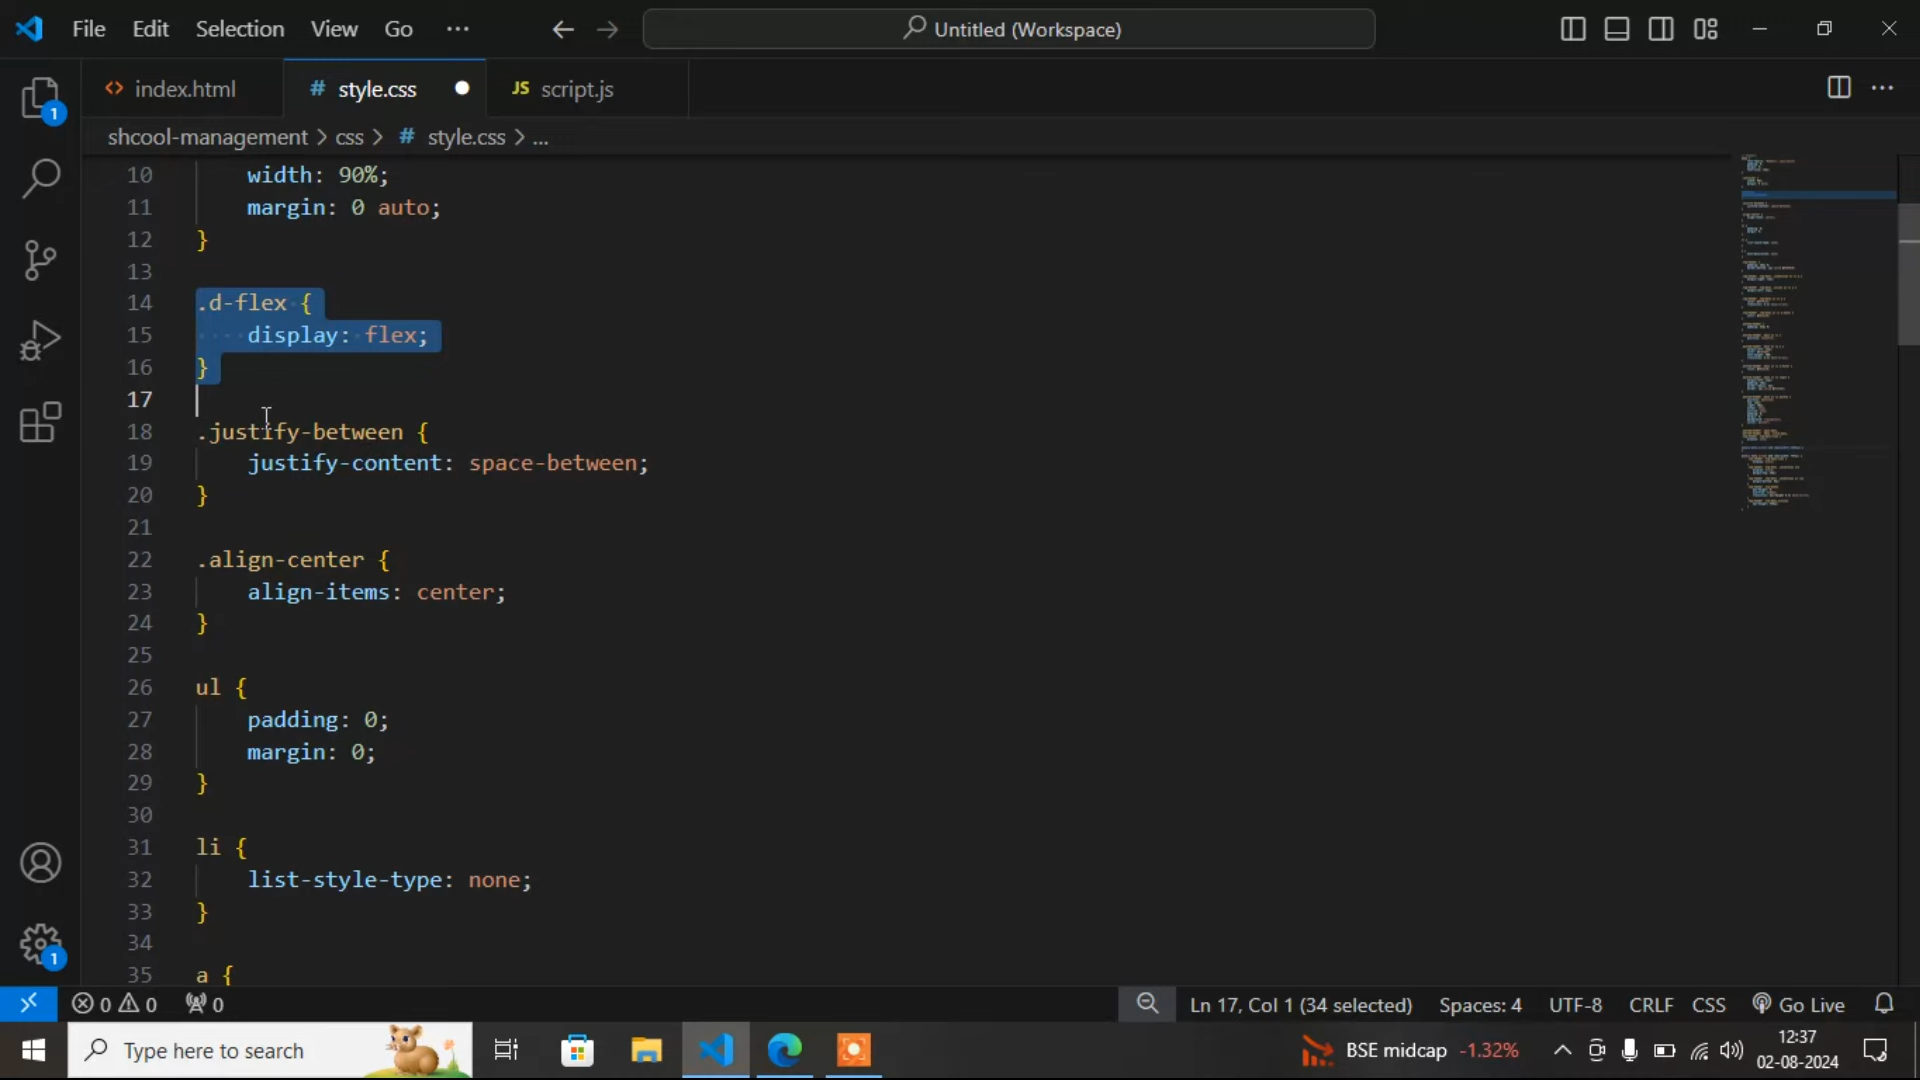 File Edit Selection View Go ··· Untitled (Workspace)
index.html style.css JS script.js
shcool-management > css > # style.css > ...
10 width: 90%;
11 margin: 0 auto;
12 }
13
14 .d-flex {
15 display: flex;
16 }
17
18 .justify-between {
19 justify-content: space-between;
20 }
21
22 .align-center {
23 align-items: center;
24 }
25
26 ul {
27 padding: 0;
28 margin: 0;
29 }
30
31 li {
32 list-style-type: none;
33 }
34
35 a {
1
1
0 0 0 Ln 17, Col 1 (34 selected) Spaces: 4 UTF-8 CRLF CSS Go Live
Type here to search BSE midcap -1.32% 12:37
02-08-2024